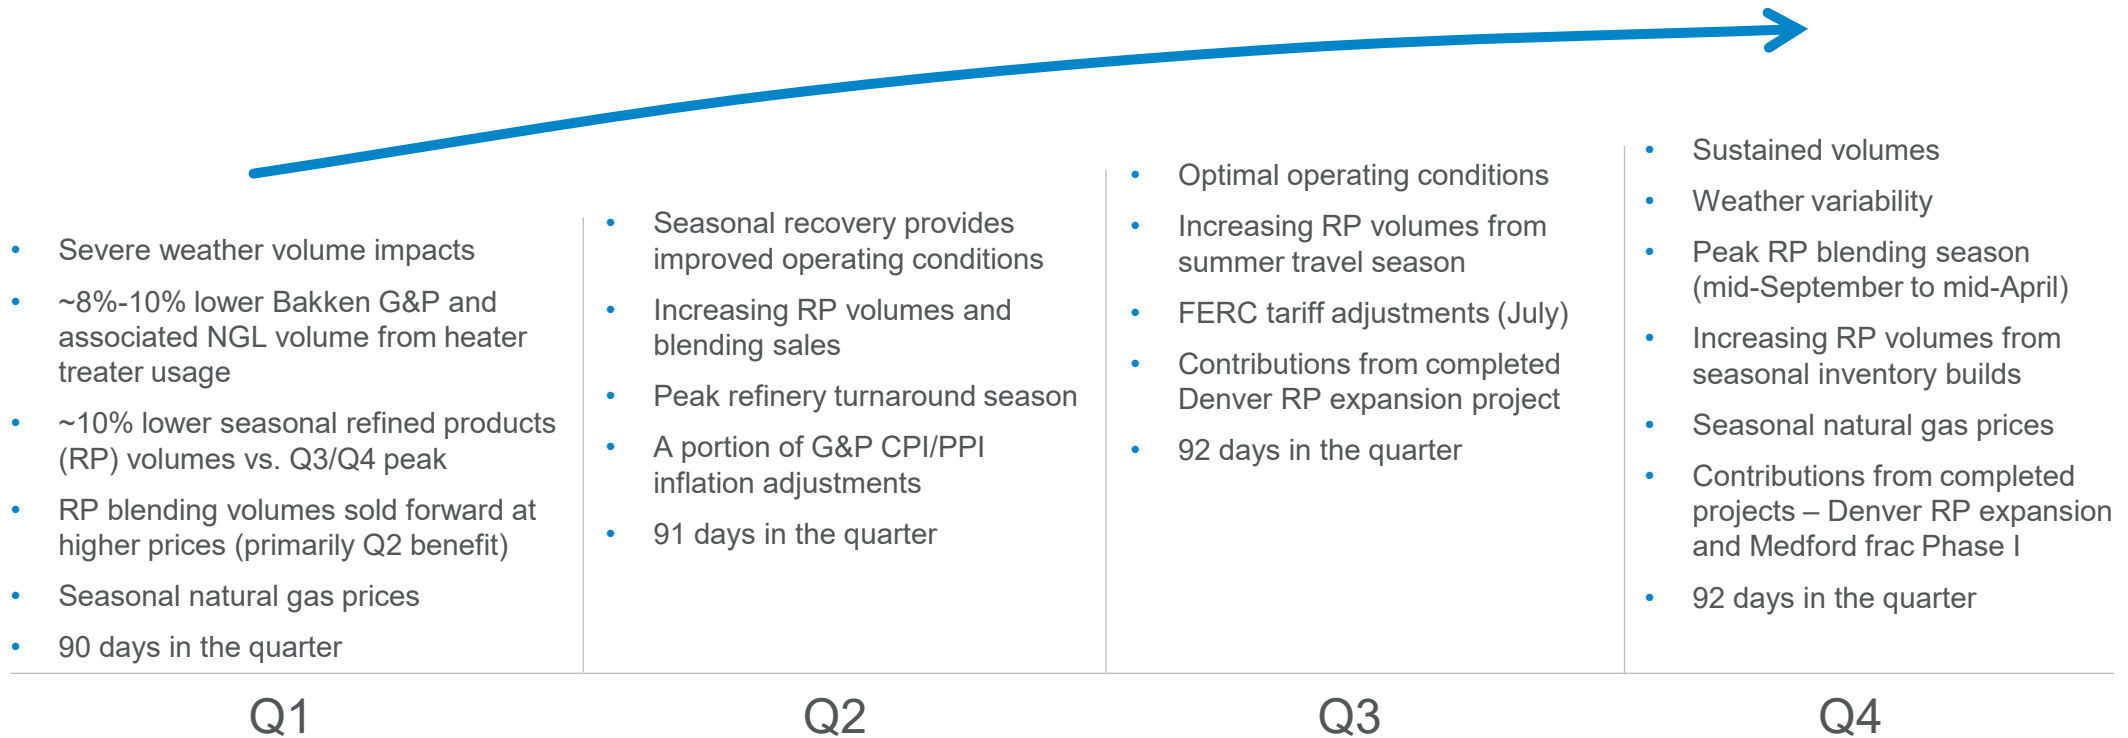 • Severe weather volume impacts
• ~8%-10% lower Bakken G&P and
associated NGL volume from heater
treater usage
• ~10% lower seasonal refined products
(RP) volumes vs. Q3/Q4 peak
• RP blending volumes sold forward at
higher prices (primarily Q2 benefit)
• Seasonal natural gas prices
• 90 days in the quarter
Q1
• Seasonal recovery provides
improved operating conditions
• Increasing RP volumes and
blending sales
• Peak refinery turnaround season
• A portion of G&P CPI/PPI
inflation adjustments
• 91 days in the quarter
Q2
• Optimal operating conditions
• Increasing RP volumes from
summer travel season
• FERC tariff adjustments (July)
• Contributions from completed
Denver RP expansion project
• 92 days in the quarter
Q3
• Sustained volumes
• Weather variability
• Peak RP blending season
(mid-September to mid-April)
• Increasing RP volumes from
seasonal inventory builds
• Seasonal natural gas prices
• Contributions from completed
projects – Denver RP expansion
and Medford frac Phase I
• 92 days in the quarter
Q4